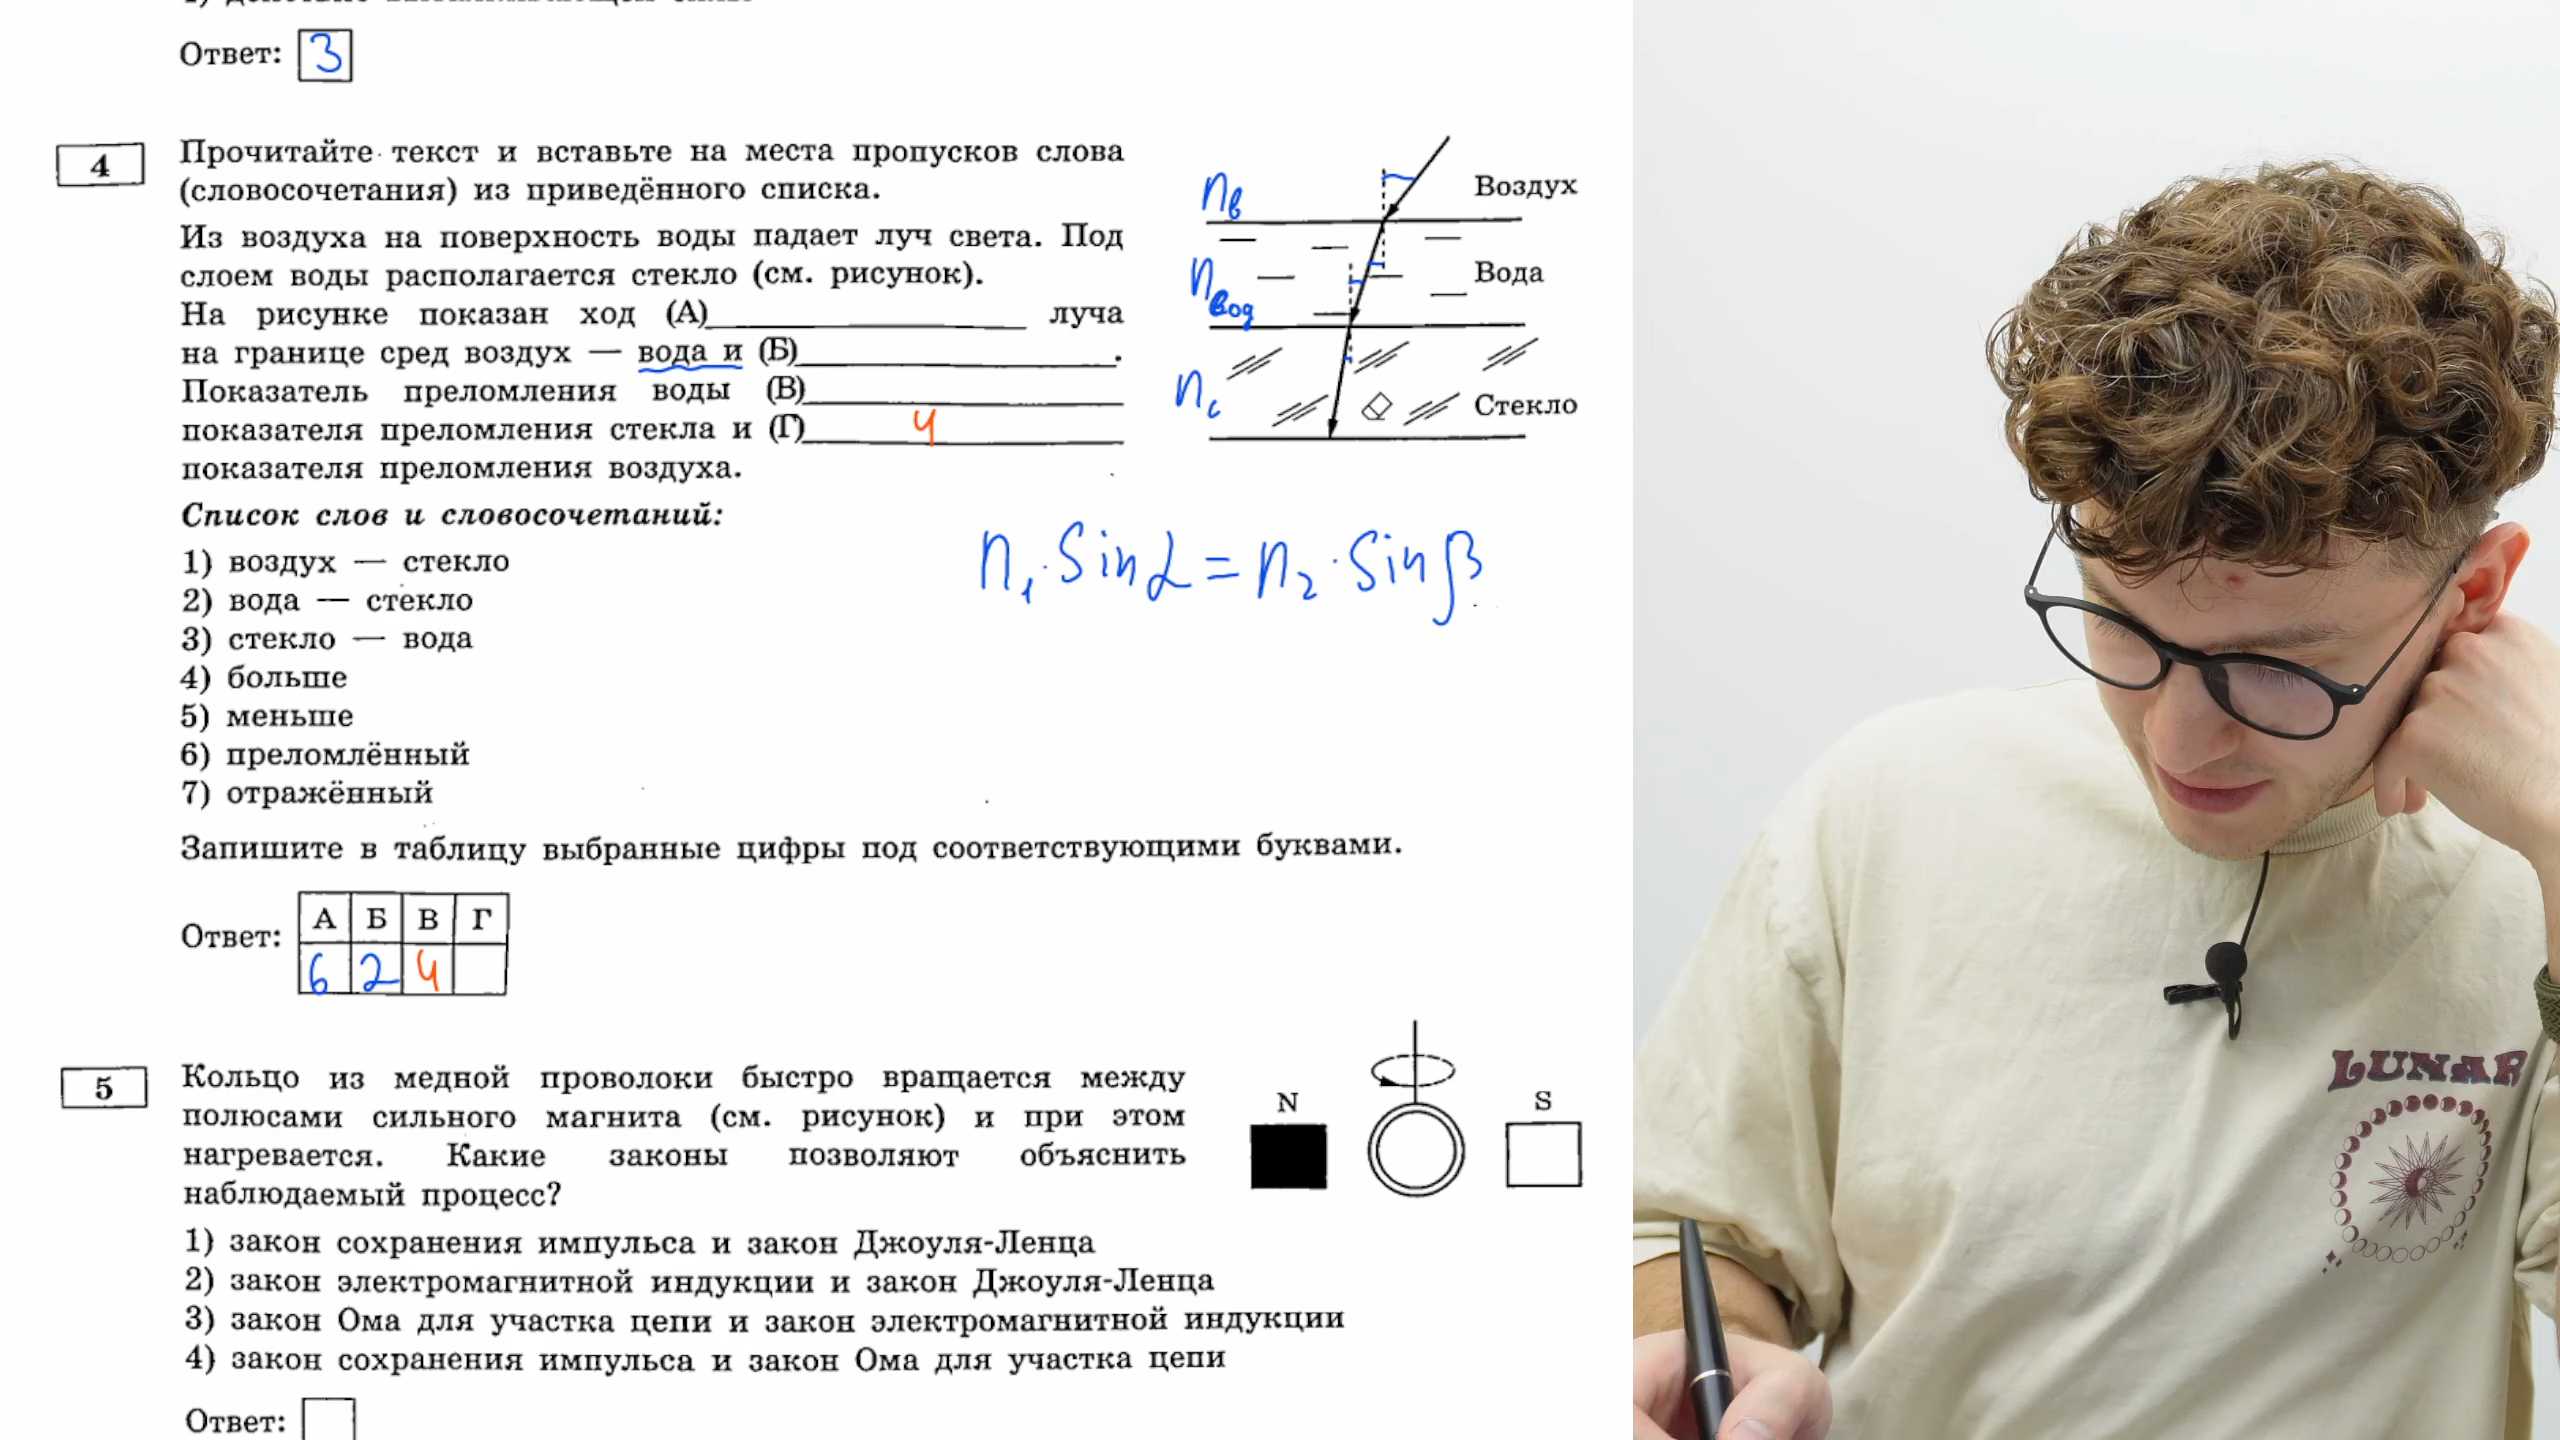 Ответ: 3
4
Прочитайте текст и вставьте на места пропусков слова
(словосочетания) из приведённого списка.
Из воздуха на поверхность воды падает луч света. Под
слоем воды располагается стекло (см. рисунок).
На рисунке показан ход (А)____ луча
на границе сред воздух — вода и (Б)____.
Показатель преломления воды (В)____
показателя преломления стекла и (Г)____ 4
показателя преломления воздуха.
nв
Воздух
nвод
Вода
nс
Стекло
Список слов и словосочетаний:
1) воздух — стекло
2) вода — стекло
3) стекло — вода
4) больше
5) меньше
6) преломлённый
7) отражённый
n₁·Sinα=n₂·Sinβ
Запишите в таблицу выбранные цифры под соответствующими буквами.
Ответ:
А Б В Г
6 2 4
5
Кольцо из медной проволоки быстро вращается между
полюсами сильного магнита (см. рисунок) и при этом
нагревается. Какие законы позволяют объяснить
наблюдаемый процесс?
N
S
1) закон сохранения импульса и закон Джоуля-Ленца
2) закон электромагнитной индукции и закон Джоуля-Ленца
3) закон Ома для участка цепи и закон электромагнитной индукции
4) закон сохранения импульса и закон Ома для участка цепи
Ответ:
LUNAR